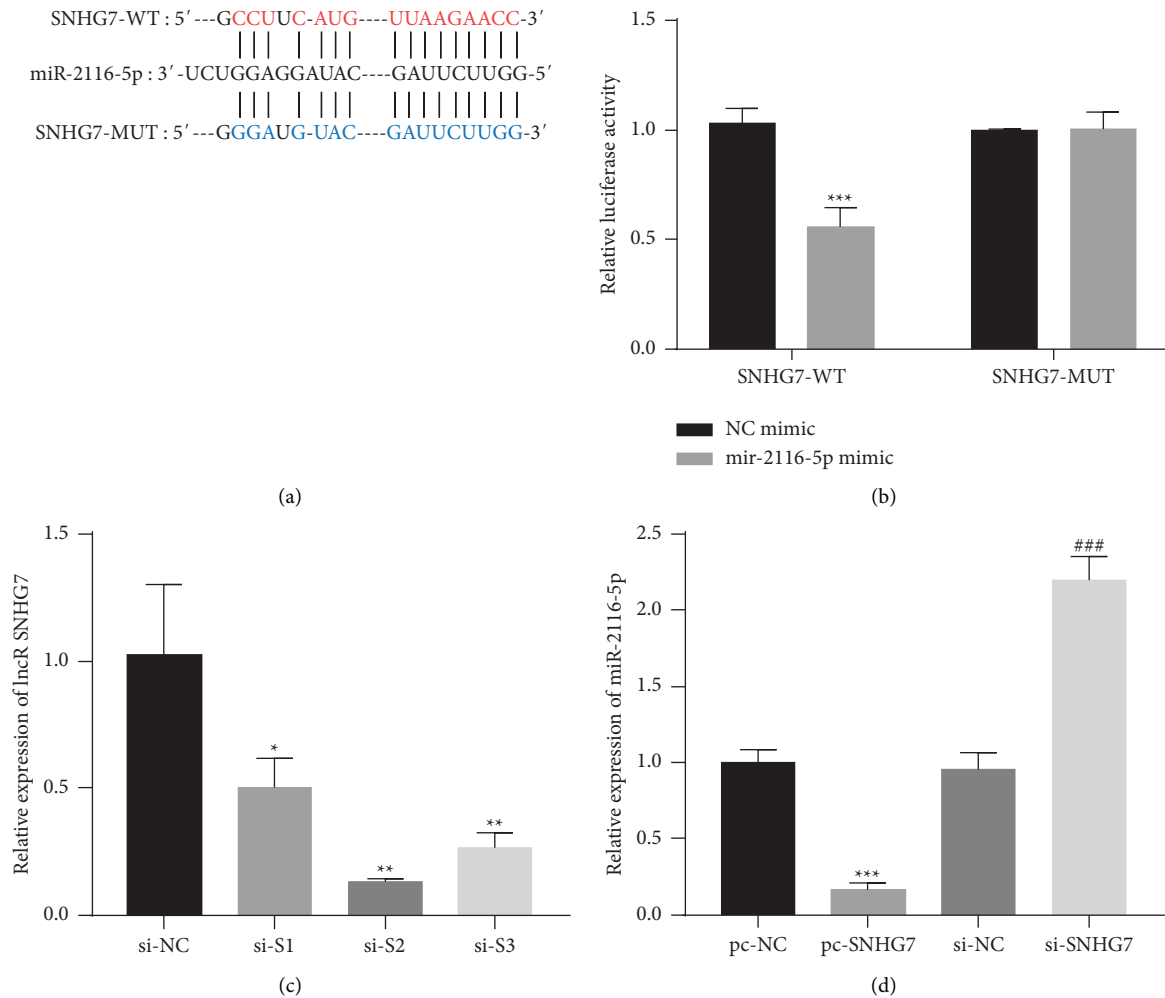 SNHG7-WT : 5′ ---GCCUUC-AUG----UUAAGAACC-3′
miR-2116-5p : 3′ -UCUGGAGGAUAC----GAUUCUUGG-5′
SNHG7-MUT : 5′ ---GGGAUG-UAC----GAUUCUUGG-3′
(a)
Relative luciferase activity
1.5
1.0
0.5
0.0
***
SNHG7-WT
SNHG7-MUT
NC mimic
mir-2116-5p mimic
(b)
Relative expression of lncR SNHG7
1.5
1.0
0.5
0.0
*
**
**
si-NC
si-S1
si-S2
si-S3
(c)
Relative expression of miR-2116-5p
2.5
2.0
1.5
1.0
0.5
0.0
***
###
pc-NC
pc-SNHG7
si-NC
si-SNHG7
(d)